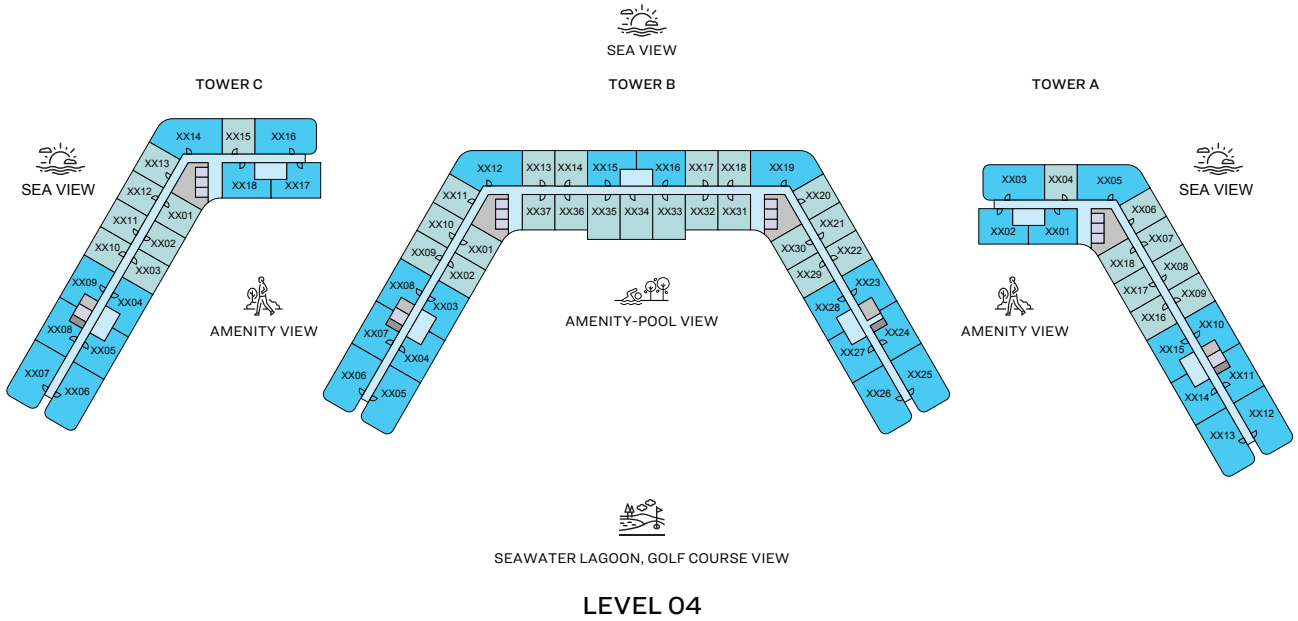 SEA VIEW
TOWER C
TOWER B
TOWER A
SEA VIEW
SEA VIEW
XX14
XX15
XX16
XX13
XX12
XX11
XX10
XX09
XX08
XX07
XX18
XX17
XX01
XX02
XX03
XX04
XX05
XX06
AMENITY VIEW
XX12
XX13
XX14
XX15
XX16
XX17
XX18
XX19
XX11
XX10
XX09
XX08
XX07
XX06
XX37
XX36
XX35
XX34
XX33
XX32
XX31
XX01
XX02
XX03
XX04
XX05
XX20
XX21
XX22
XX23
XX24
XX25
XX30
XX29
XX28
XX27
XX26
AMENITY-POOL VIEW
XX03
XX04
XX05
XX02
XX01
XX06
XX07
XX08
XX09
XX10
XX11
XX12
XX18
XX17
XX16
XX15
XX14
XX13
AMENITY VIEW
SEAWATER LAGOON, GOLF COURSE VIEW
LEVEL 04